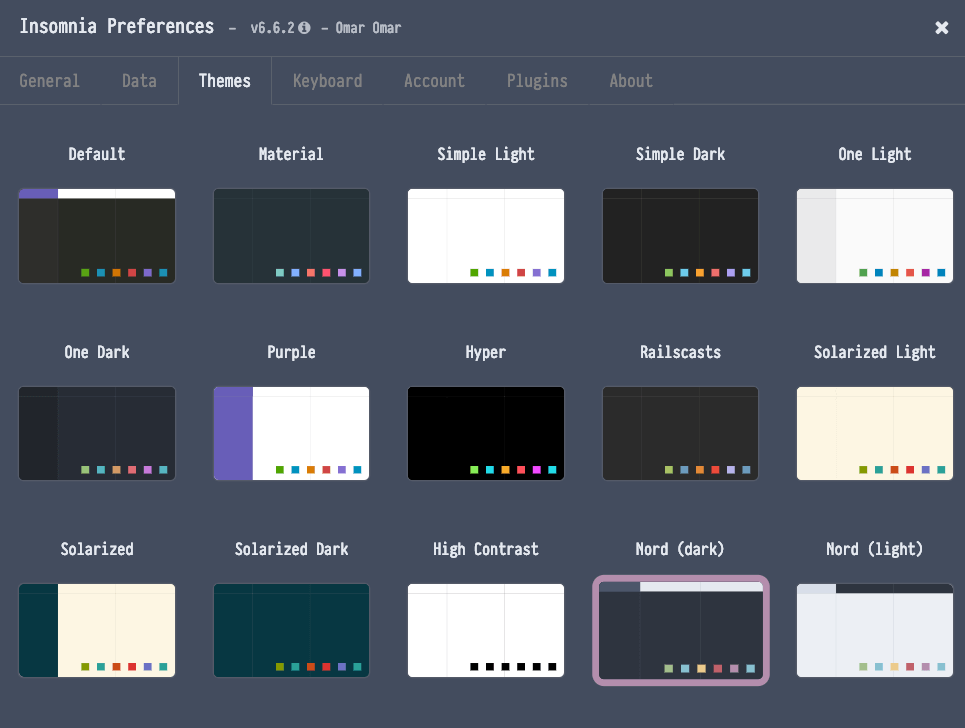 Insomnia Preferences – v6.6.2 – Omar Omar
General Data Themes Keyboard Account Plugins About
Default Material Simple Light Simple Dark One Light
One Dark Purple Hyper Railscasts Solarized Light
Solarized Solarized Dark High Contrast Nord (dark) Nord (light)